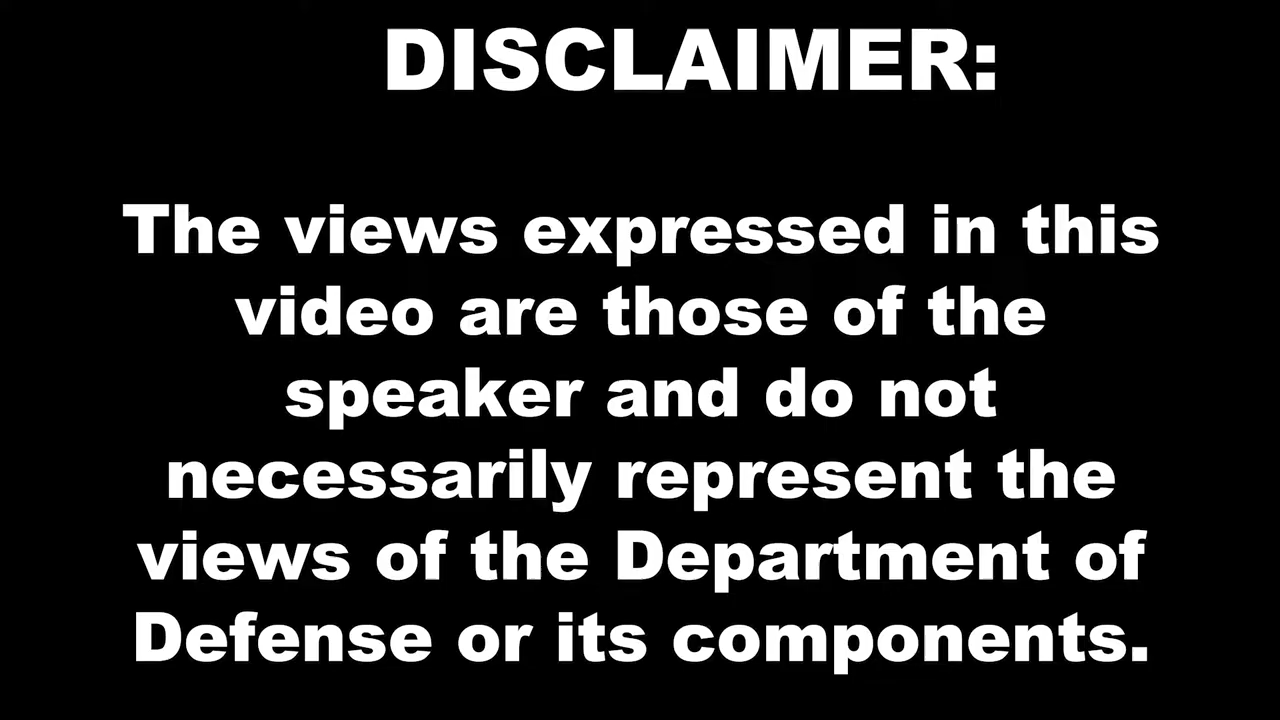 DISCLAIMER:
The views expressed in this
video are those of the
speaker and do not
necessarily represent the
views of the Department of
Defense or its components.